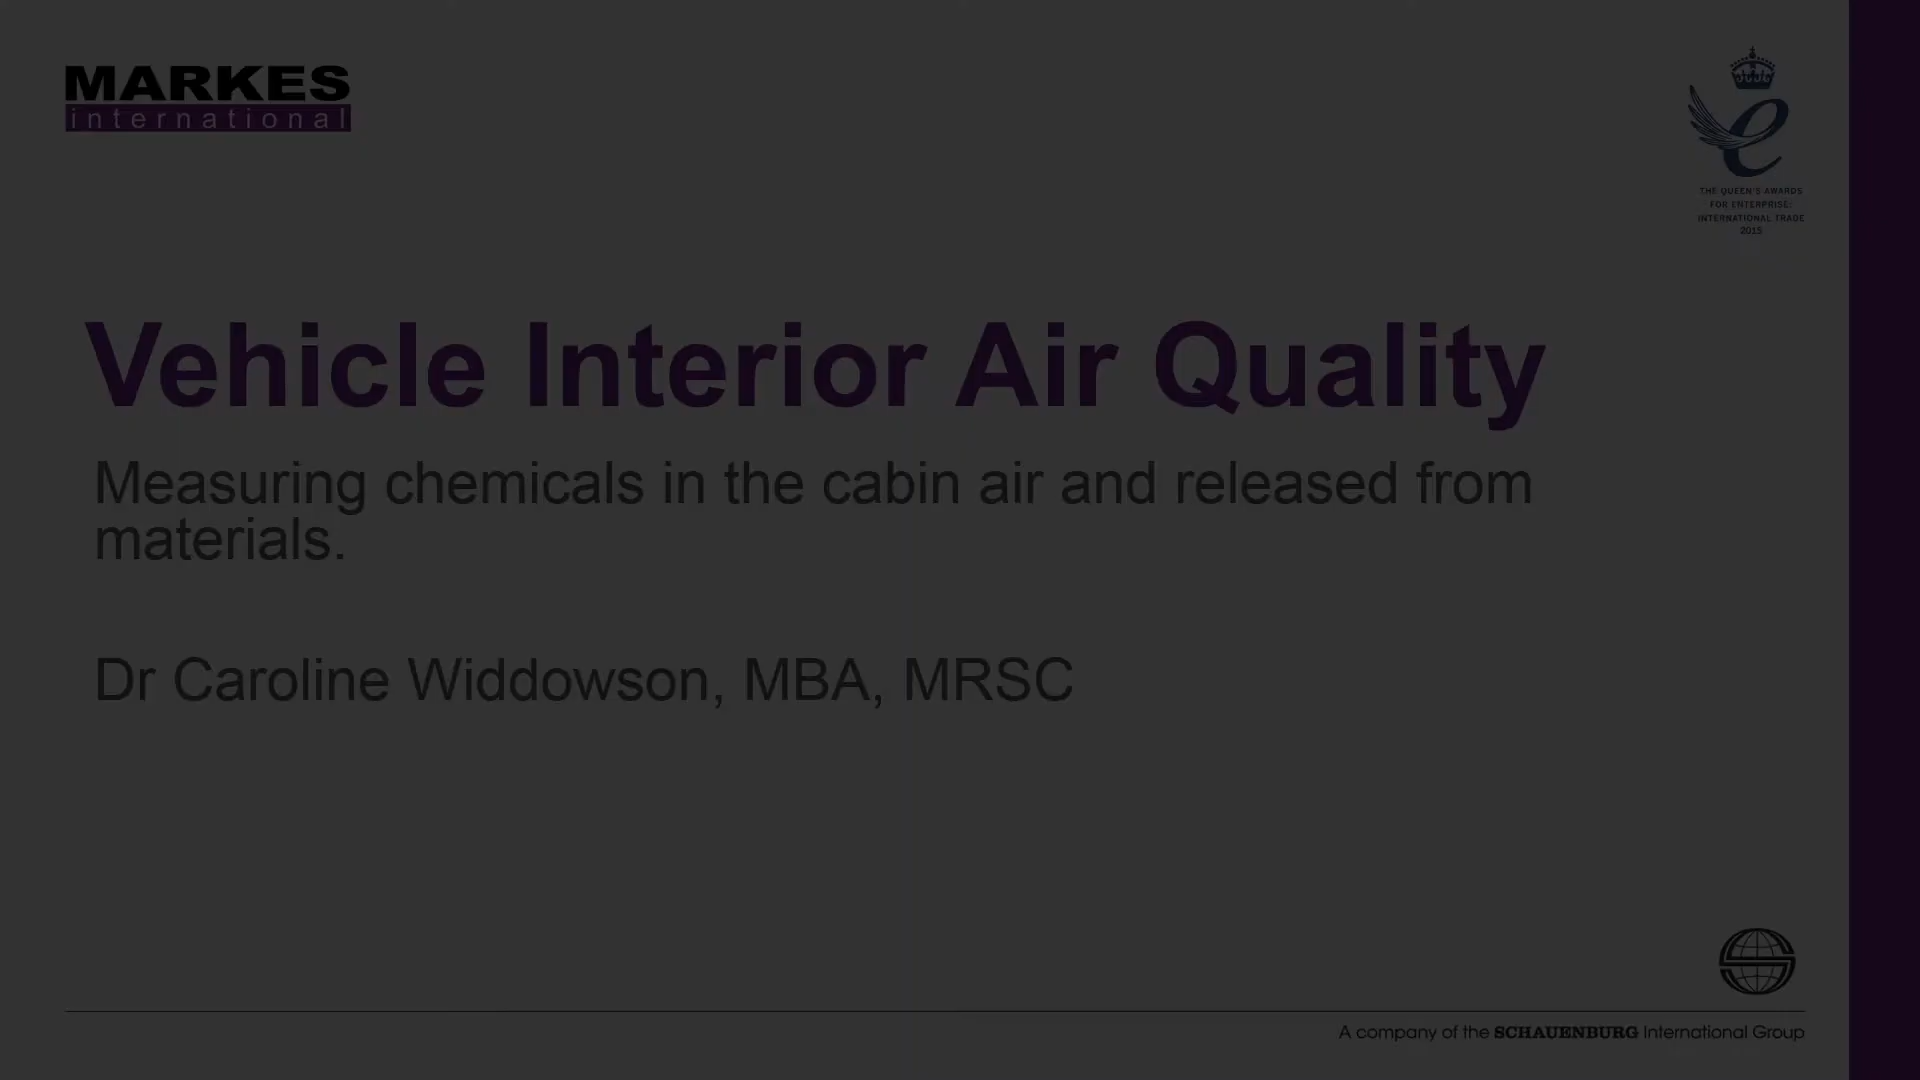 MARKES
international
THE QUEEN'S AWARDS
FOR ENTERPRISE:
INTERNATIONAL TRADE
2015
Vehicle Interior Air Quality
Measuring chemicals in the cabin air and released from
materials.
Dr Caroline Widdowson, MBA, MRSC
A company of the SCHAUENBURG International Group